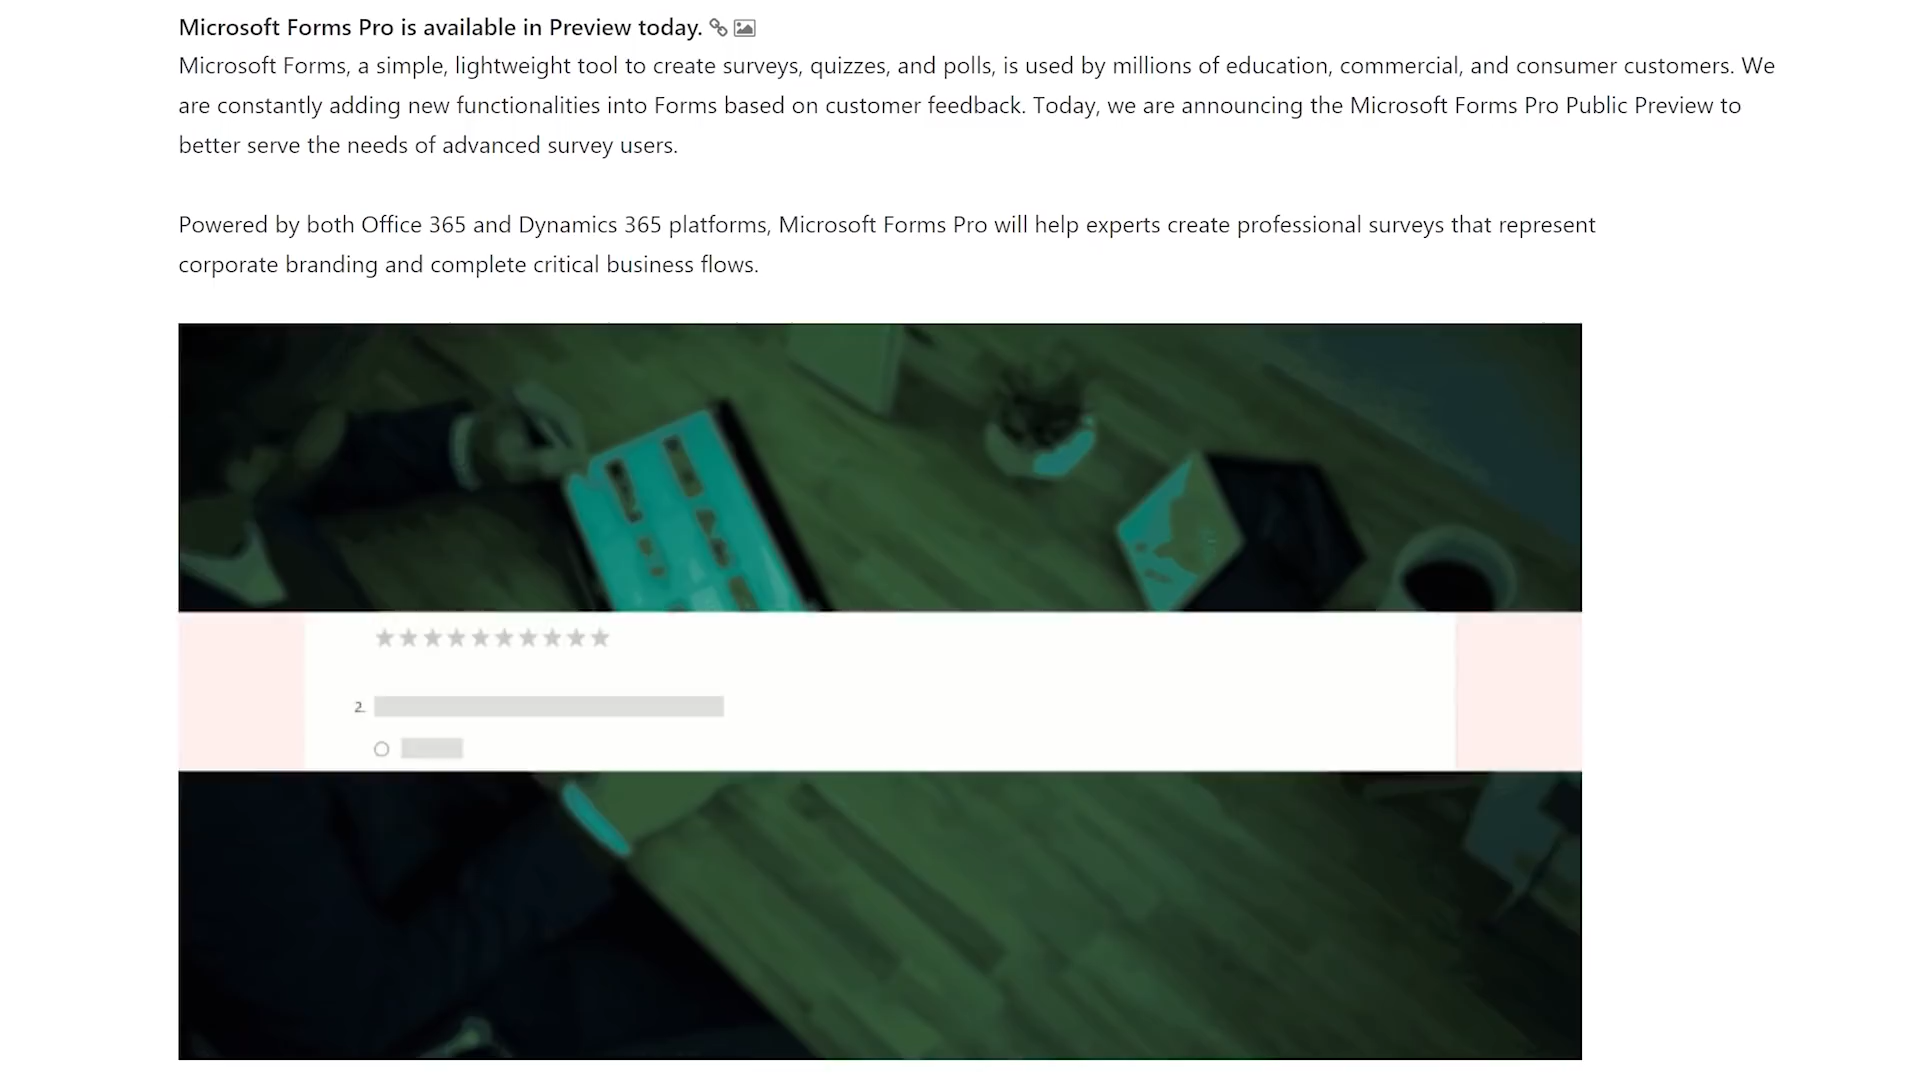 Microsoft Forms Pro is available in Preview today.
Microsoft Forms, a simple, lightweight tool to create surveys, quizzes, and polls, is used by millions of education, commercial, and consumer customers. We
are constantly adding new functionalities into Forms based on customer feedback. Today, we are announcing the Microsoft Forms Pro Public Preview to
better serve the needs of advanced survey users.
Powered by both Office 365 and Dynamics 365 platforms, Microsoft Forms Pro will help experts create professional surveys that represent
corporate branding and complete critical business flows.
2.